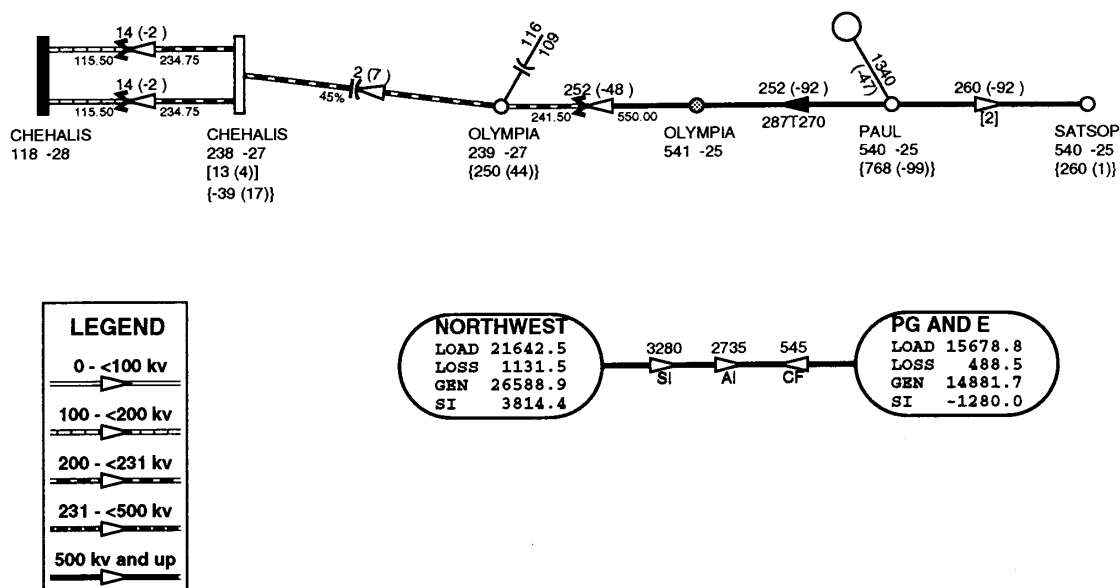 14 (-2)
115.50
234.75
14 (-2)
115.50
234.75
CHEHALIS
118 -28
CHEHALIS
238 -27
[13 (4)]
{-39 (17)}
2 (7 )
45%
116
109
OLYMPIA
239 -27
{250 (44)}
252 (-48 )
241.50
550.00
OLYMPIA
541 -25
252 (-92 )
287T270
1340
(-47)
PAUL
540 -25
{768 (-99)}
260 (-92 )
[2]
SATSOP
540 -25
{260 (1)}
LEGEND
0 - <100 kv
100 - <200 kv
200 - <231 kv
231 - <500 kv
500 kv and up
NORTHWEST
LOAD 21642.5
LOSS 1131.5
GEN 26588.9
SI 3814.4
3280
SI
2735
AI
545
CF
PG AND E
LOAD 15678.8
LOSS 488.5
GEN 14881.7
SI -1280.0